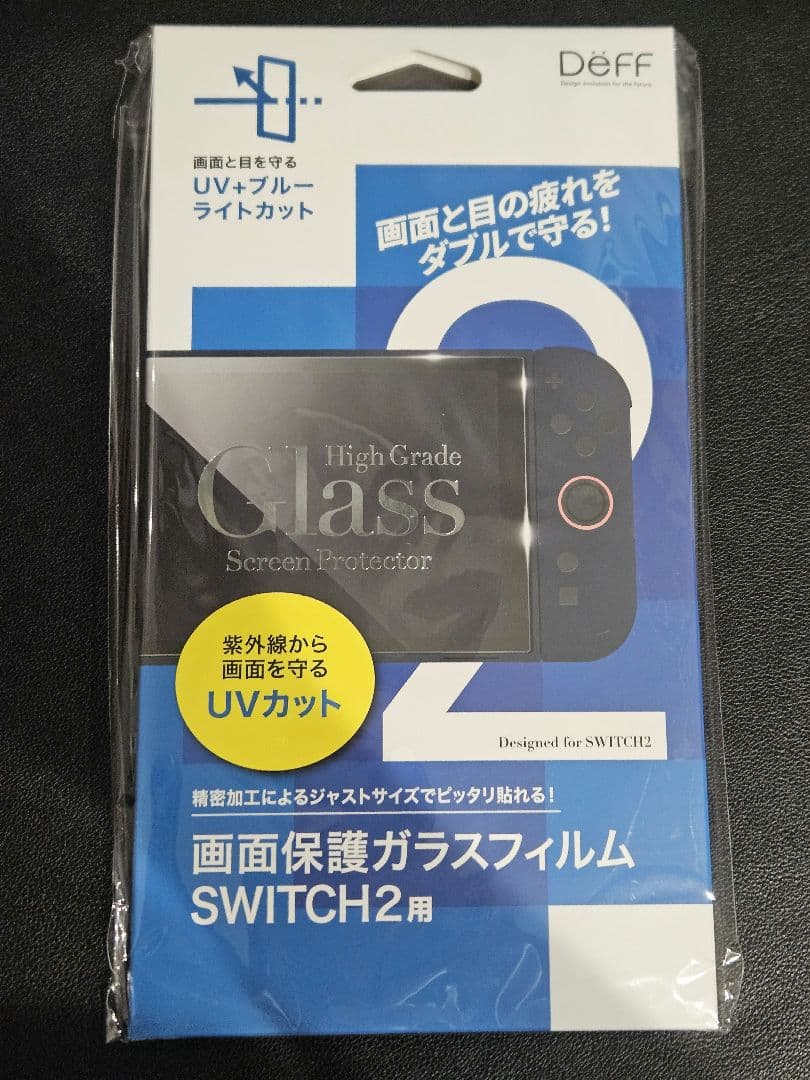 DëFF
Design evolution for the future
画面と目を守る
UV+ブルー
ライトカット
画面と目の疲れを
ダブルで守る!
2
High Grade
Glass
Screen Protector
紫外線から
画面を守る
UVカット
Designed for SWITCH2
精密加工によるジャストサイズでピッタリ貼れる!
画面保護ガラスフィルム
SWITCH2用